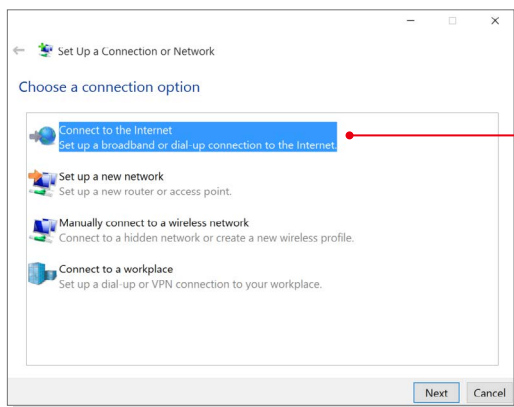 Set Up a Connection or Network
Choose a connection option
Connect to the Internet
Set up a broadband or dial-up connection to the Internet.
Set up a new network
Set up a new router or access point.
Manually connect to a wireless network
Connect to a hidden network or create a new wireless profile.
Connect to a workplace
Set up a dial-up or VPN connection to your workplace.
Next Cancel